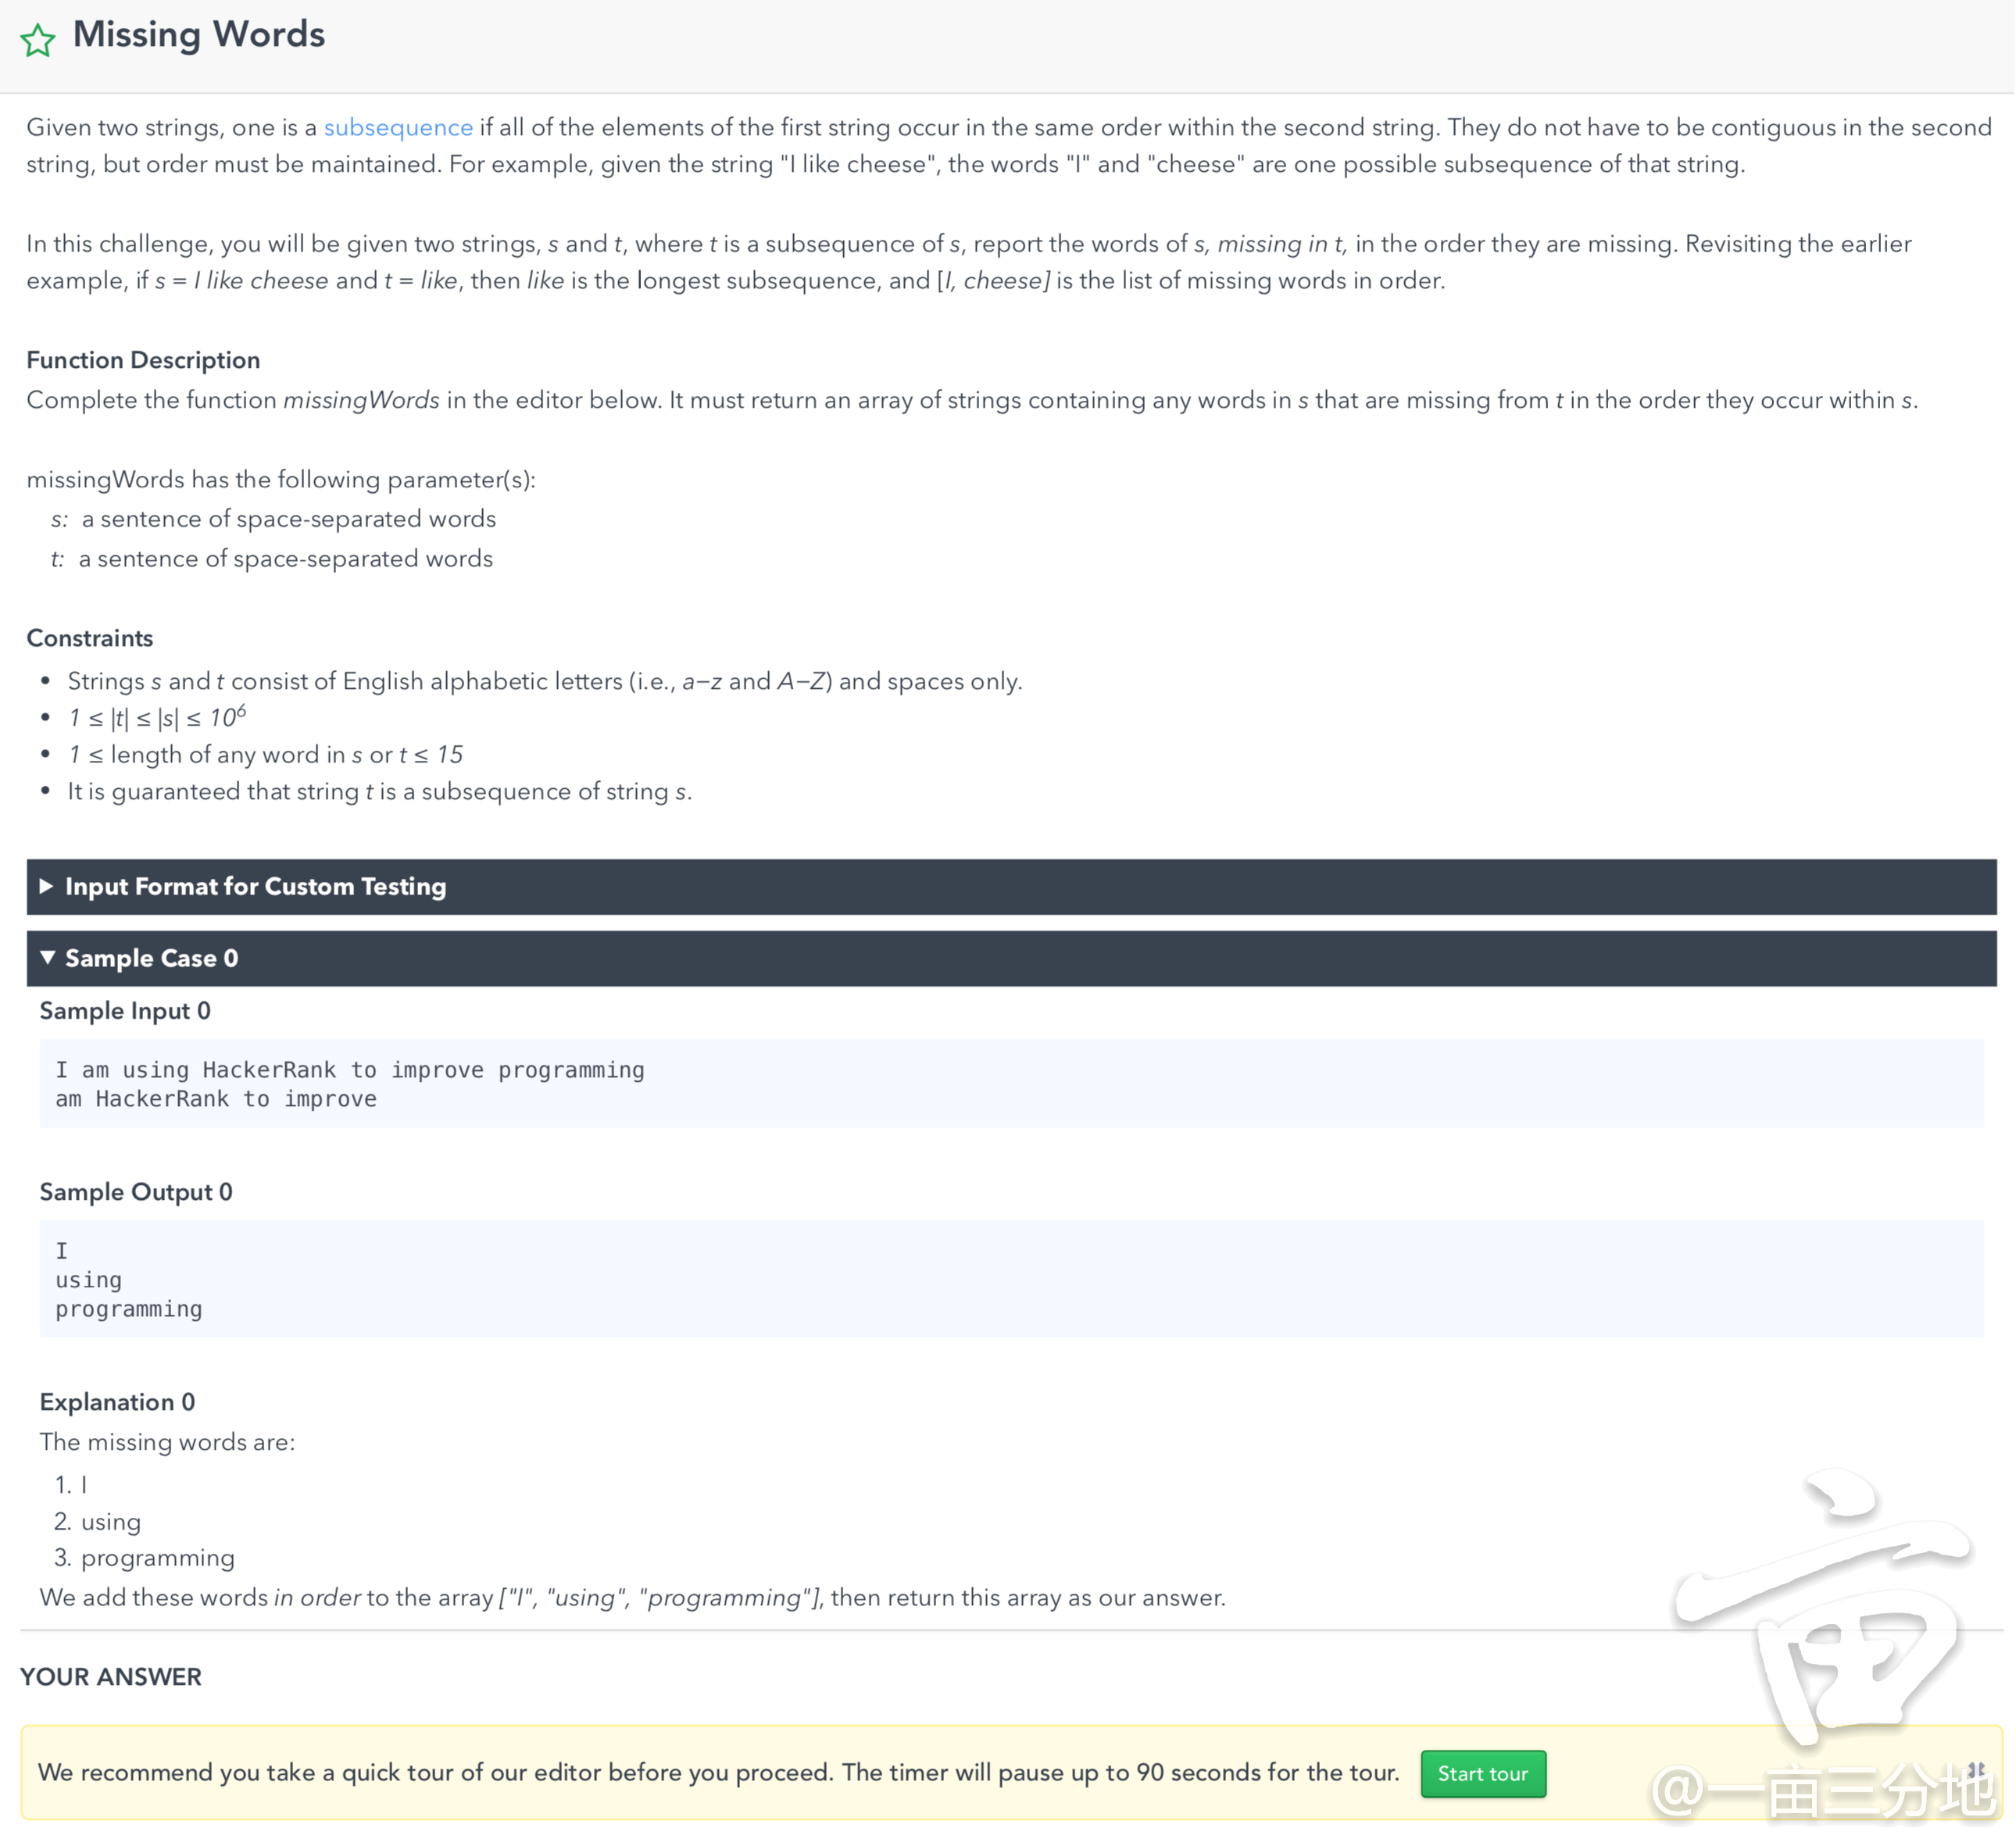 Missing Words
Given two strings, one is a subsequence if all of the elements of the first string occur in the same order within the second string. They do not have to be contiguous in the second
string, but order must be maintained. For example, given the string "I like cheese", the words "I" and "cheese" are one possible subsequence of that string.
In this challenge, you will be given two strings, s and t, where t is a subsequence of s, report the words of s, missing in t, in the order they are missing. Revisiting the earlier
example, if s = I like cheese and t = like, then like is the longest subsequence, and [I, cheese] is the list of missing words in order.
Function Description
Complete the function missingWords in the editor below. It must return an array of strings containing any words in s that are missing from t in the order they occur within s.
missingWords has the following parameter(s):
s: a sentence of space-separated words
t: a sentence of space-separated words
Constraints
• Strings s and t consist of English alphabetic letters (i.e., a−z and A−Z) and spaces only.
• 1 ≤ |t| ≤ |s| ≤ 10⁶
• 1 ≤ length of any word in s or t ≤ 15
• It is guaranteed that string t is a subsequence of string s.
Input Format for Custom Testing
Sample Case 0
Sample Input 0
I am using HackerRank to improve programming
am HackerRank to improve
Sample Output 0
I
using
programming
Explanation 0
The missing words are:
1. I
2. using
3. programming
We add these words in order to the array ["I", "using", "programming"], then return this array as our answer.
YOUR ANSWER
We recommend you take a quick tour of our editor before you proceed. The timer will pause up to 90 seconds for the tour.
Start tour
亩
@一亩三分地